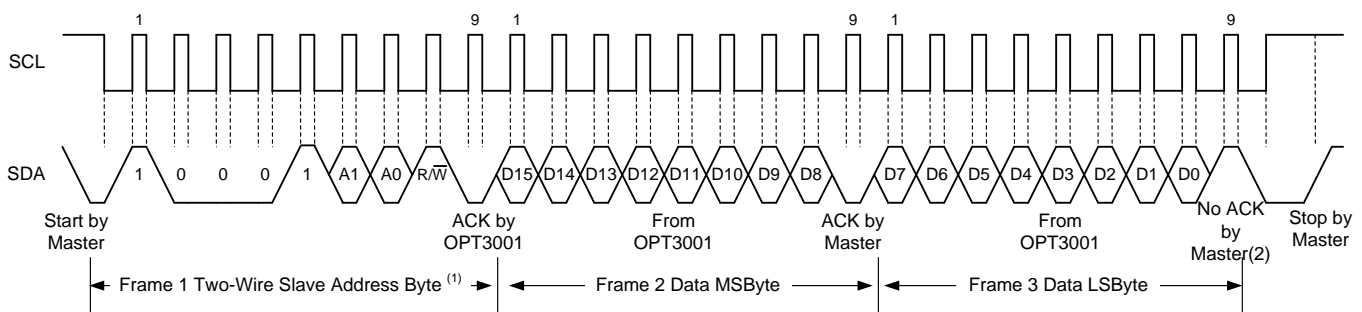 1 9 1 9 1 9
SCL
SDA
1 0 0 0 1 A1 A0 R/W̅ D15 D14 D13 D12 D11 D10 D9 D8 D7 D6 D5 D4 D3 D2 D1 D0
Start by
Master
ACK by
OPT3001
From
OPT3001
ACK by
Master
From
OPT3001
No ACK
by
Master(2)
Stop by
Master
Frame 1 Two-Wire Slave Address Byte (1)
Frame 2 Data MSByte
Frame 3 Data LSByte